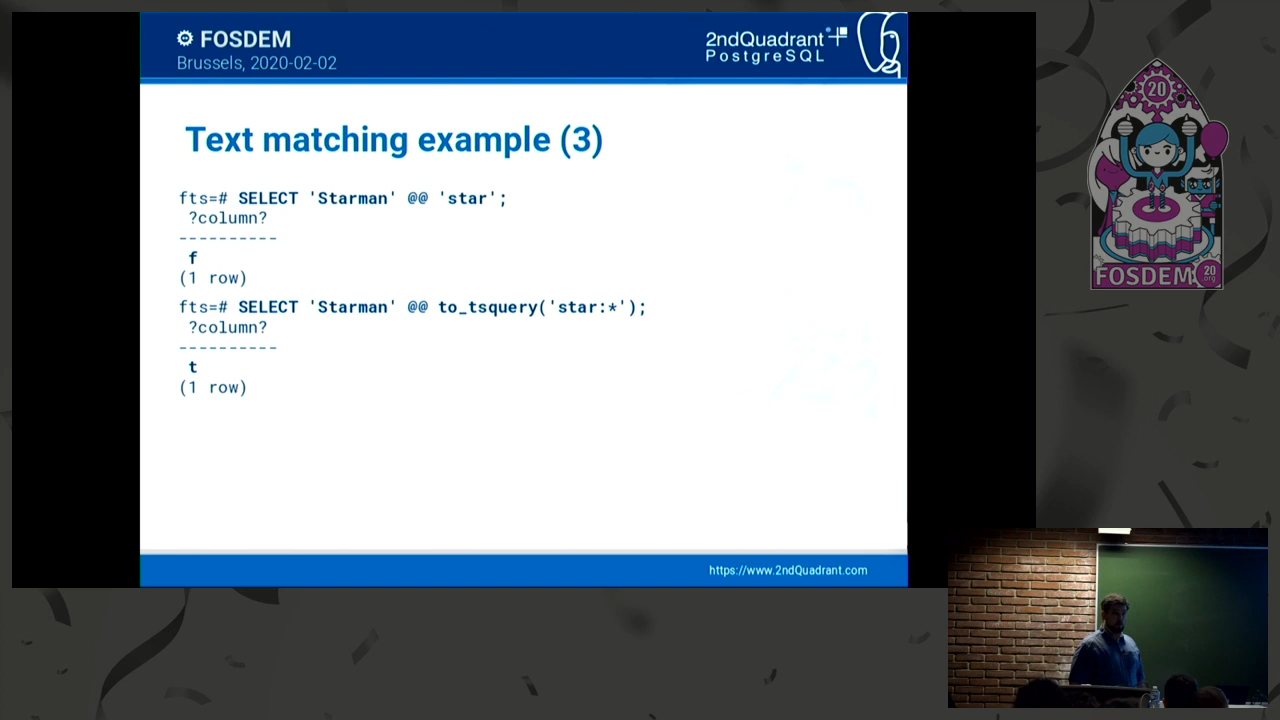 FOSDEM
Brussels, 2020-02-02
2ndQuadrant
PostgreSQL
Text matching example (3)
fts=# SELECT 'Starman' @@ 'star';
?column?
----------
f
(1 row)
fts=# SELECT 'Starman' @@ to_tsquery('star:*');
?column?
----------
t
(1 row)
https://www.2ndQuadrant.com
20
FOSDEM
20
.org